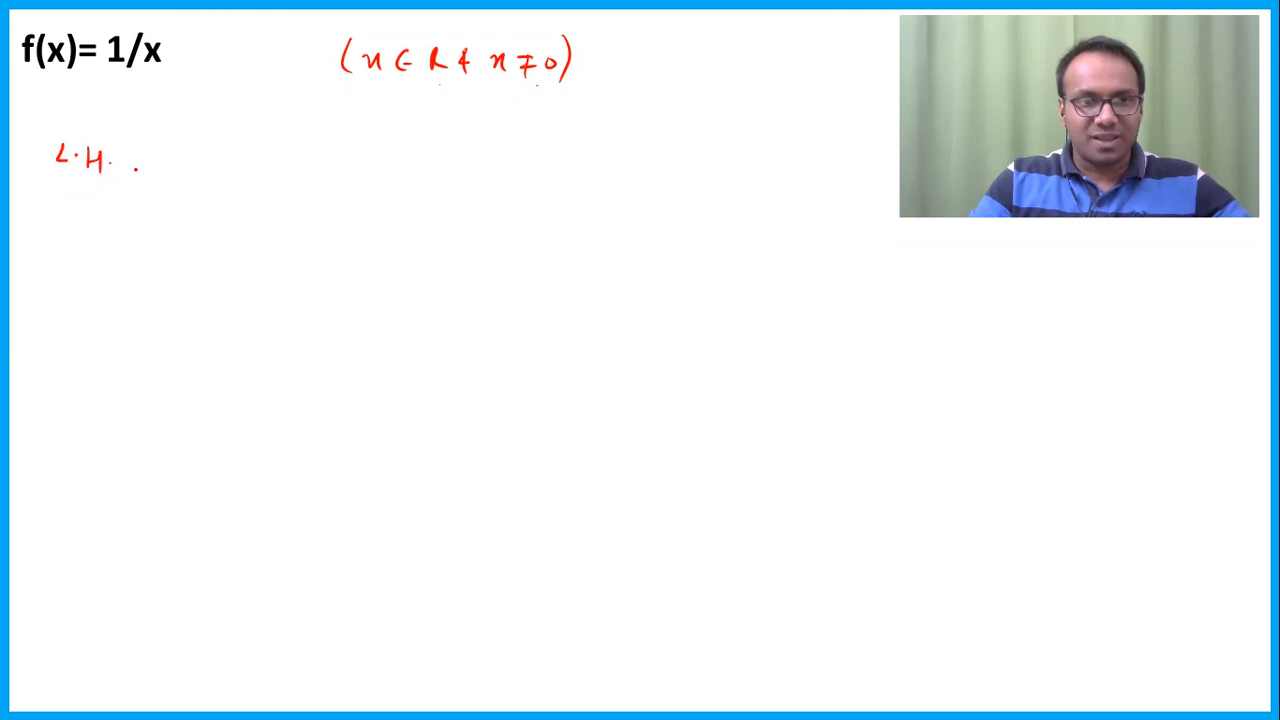 f(x)= 1/x (x ∈ R & x ≠ 0)
L.H.